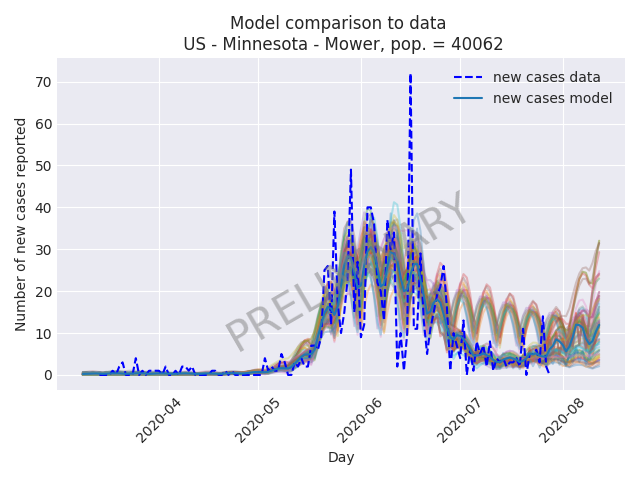 Model comparison to data
US - Minnesota - Mower, pop. = 40062
new cases data
new cases model
PRELIMINARY
Number of new cases reported
70
60
50
40
30
20
10
0
2020-04
2020-05
2020-06
2020-07
2020-08
Day